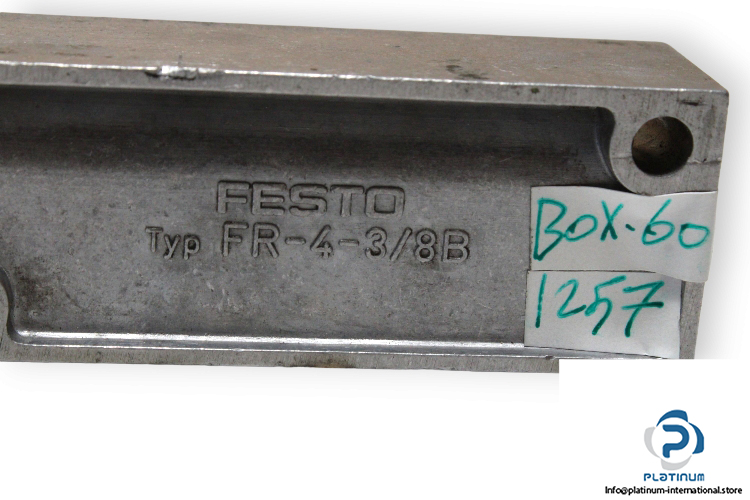 FESTO
Typ FR-4-3/8B
BOX-60
1257
PLATINUM
Info@platinum-international.store